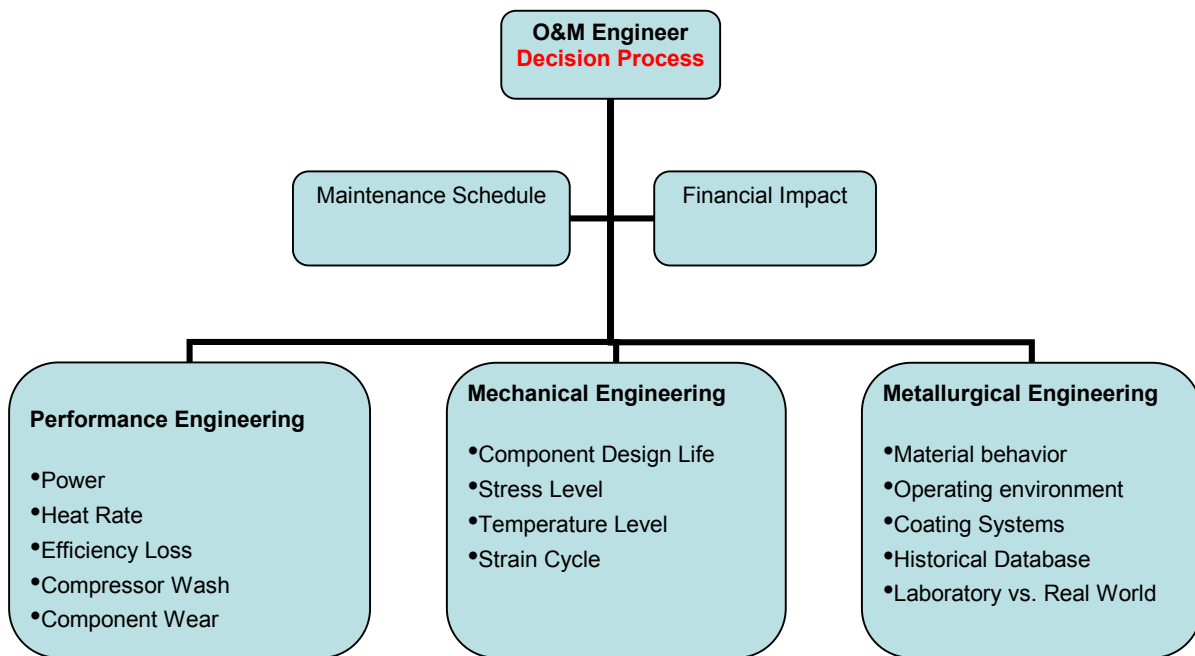 O&M Engineer
Decision Process
Maintenance Schedule
Financial Impact
Performance Engineering
•Power
•Heat Rate
•Efficiency Loss
•Compressor Wash
•Component Wear
Mechanical Engineering
•Component Design Life
•Stress Level
•Temperature Level
•Strain Cycle
Metallurgical Engineering
•Material behavior
•Operating environment
•Coating Systems
•Historical Database
•Laboratory vs. Real World